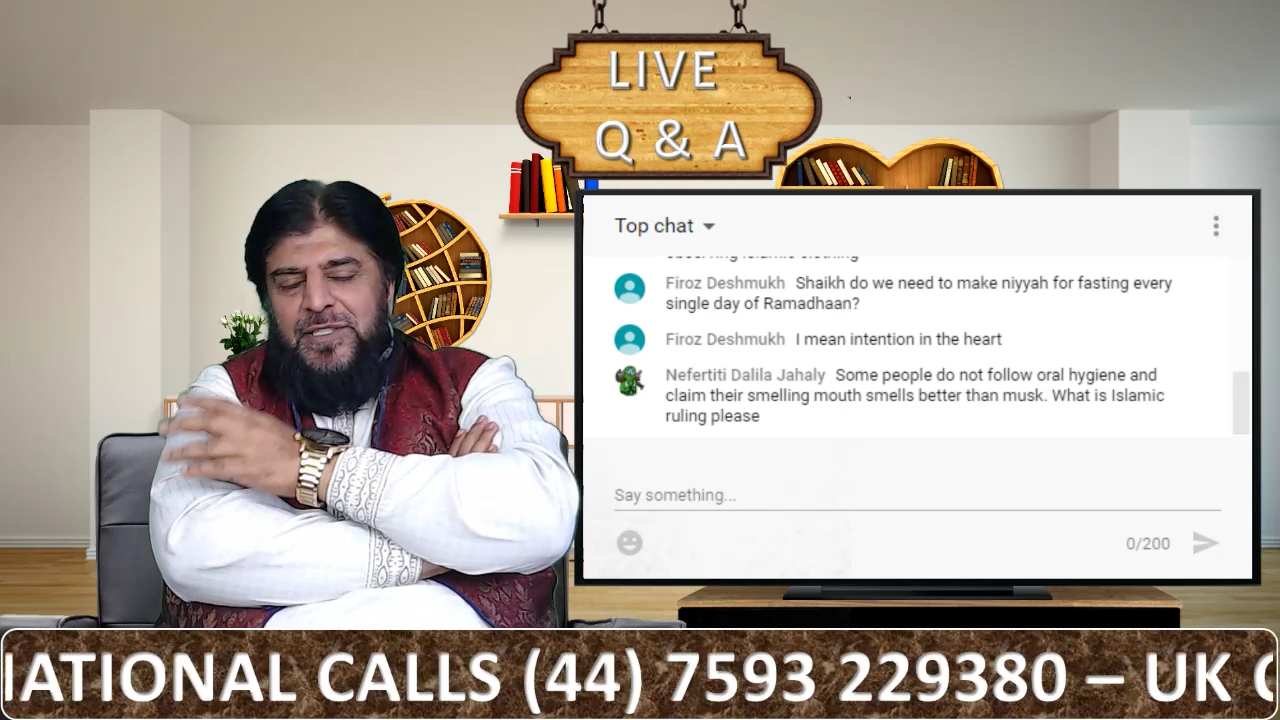 LIVE
Q & A
Top chat
observing Islamic clothing
Firoz Deshmukh Shaikh do we need to make niyyah for fasting every
single day of Ramadhaan?
Firoz Deshmukh I mean intention in the heart
Nefertiti Dalila Jahaly Some people do not follow oral hygiene and
claim their smelling mouth smells better than musk. What is Islamic
ruling please
Say something...
0/200
IATIONAL CALLS (44) 7593 229380 – UK